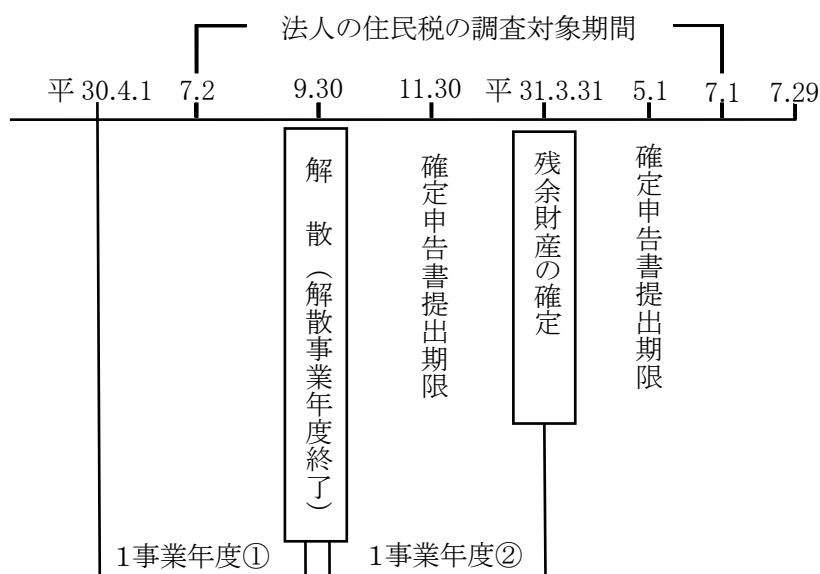 法人の住民税の調査対象期間
平30.4.1 7.2 9.30 11.30 平31.3.31 5.1 7.1 7.29
解散(解散事業年度終了)
確定申告書提出期限
残余財産の確定
確定申告書提出期限
1事業年度① 1事業年度②